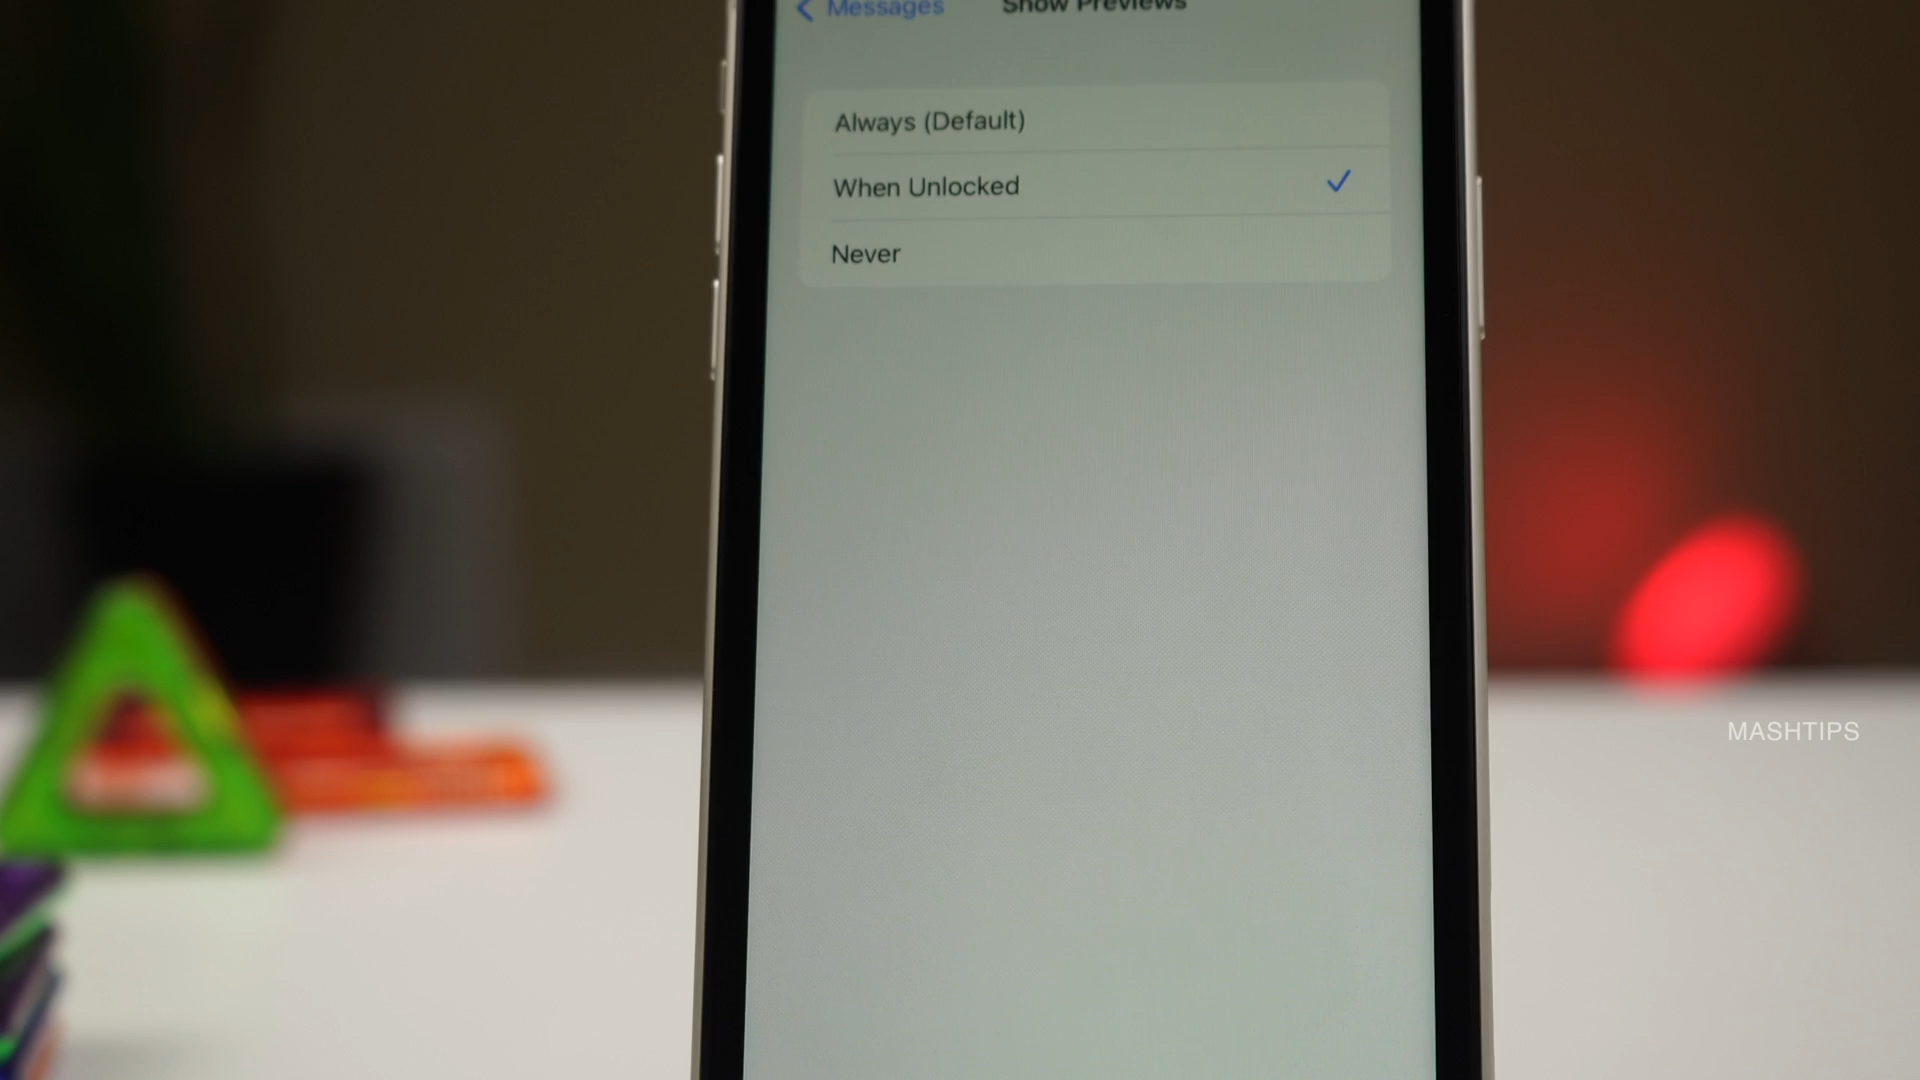 Messages
Show Previews
Always (Default)
When Unlocked
Never
MASHTIPS